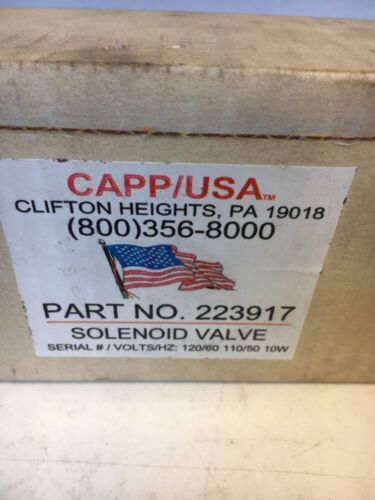 CAPP/USA™
CLIFTON HEIGHTS, PA 19018
(800)356-8000
PART NO. 223917
SOLENOID VALVE
SERIAL # / VOLTS/HZ: 120/60 110/50 10W